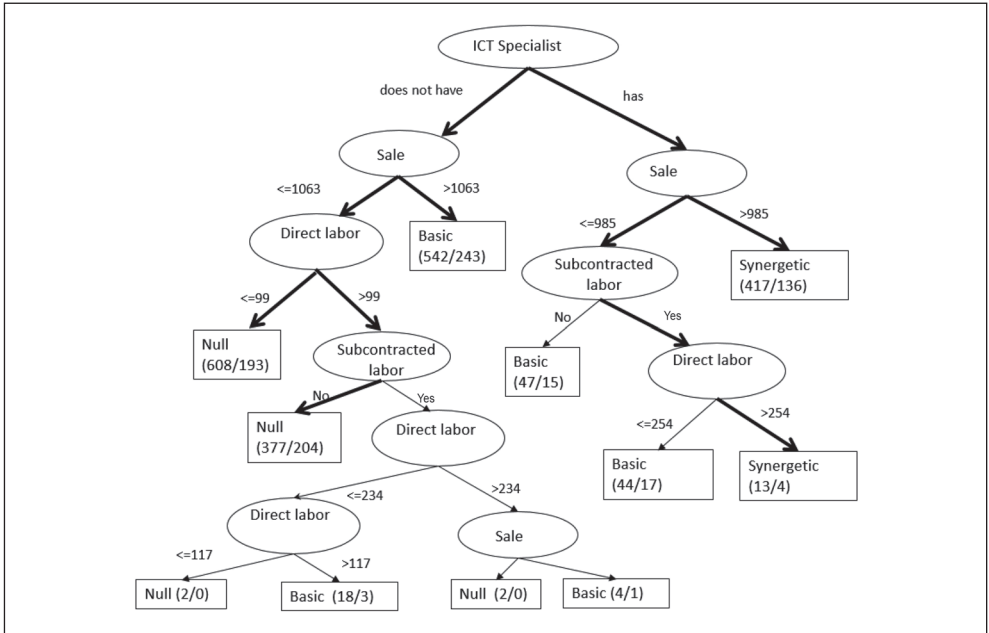 ICT Specialist
does not have
has
Sale
Sale
<=1063
>1063
<=985
>985
Direct labor
Basic
(542/243)
Subcontracted
labor
Synergetic
(417/136)
<=99
>99
No
Yes
Null
(608/193)
Subcontracted
labor
Basic
(47/15)
Direct labor
No
Yes
<=254
>254
Null
(377/204)
Direct labor
Basic
(44/17)
Synergetic
(13/4)
<=234
>234
Direct labor
Sale
<=117
>117
Null (2/0)
Basic (18/3)
Null (2/0)
Basic (4/1)